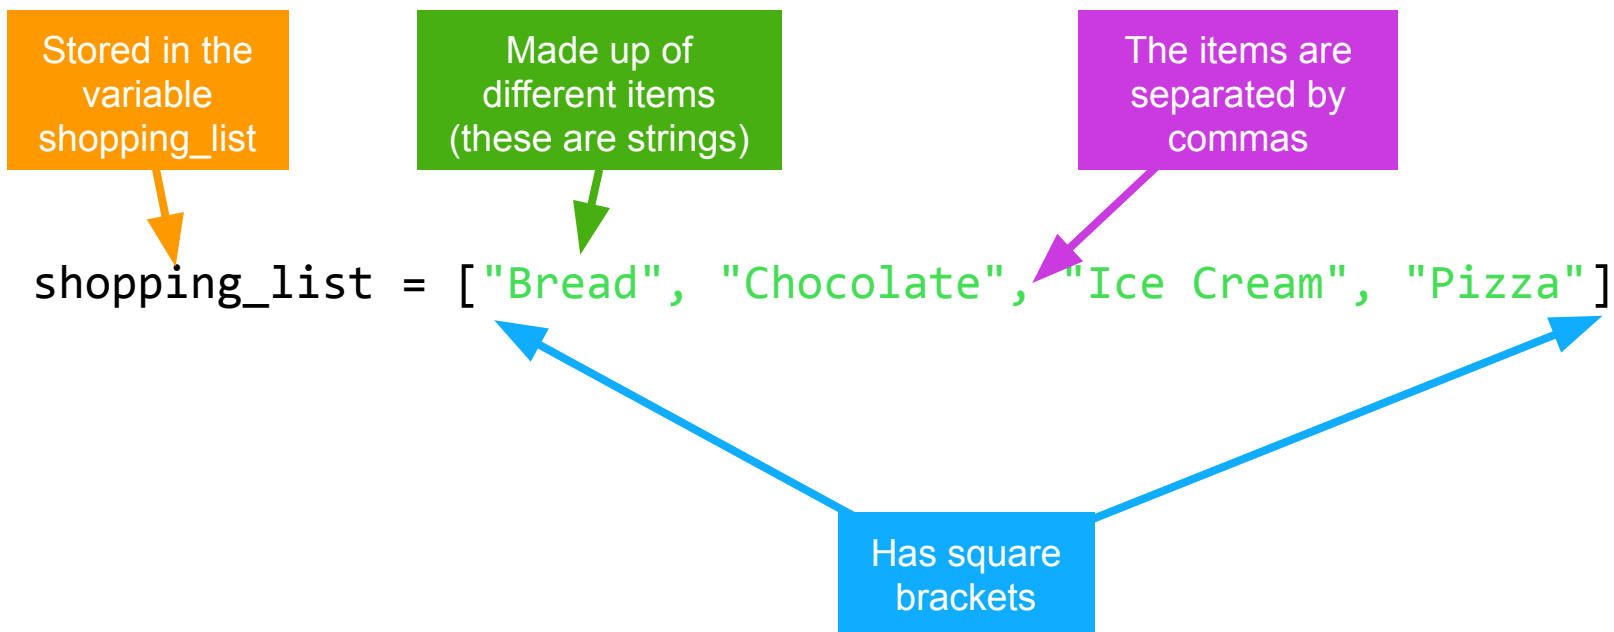 Stored in the
variable
shopping_list
Made up of
different items
(these are strings)
The items are
separated by
commas
shopping_list = ["Bread", "Chocolate", "Ice Cream", "Pizza"]
Has square
brackets